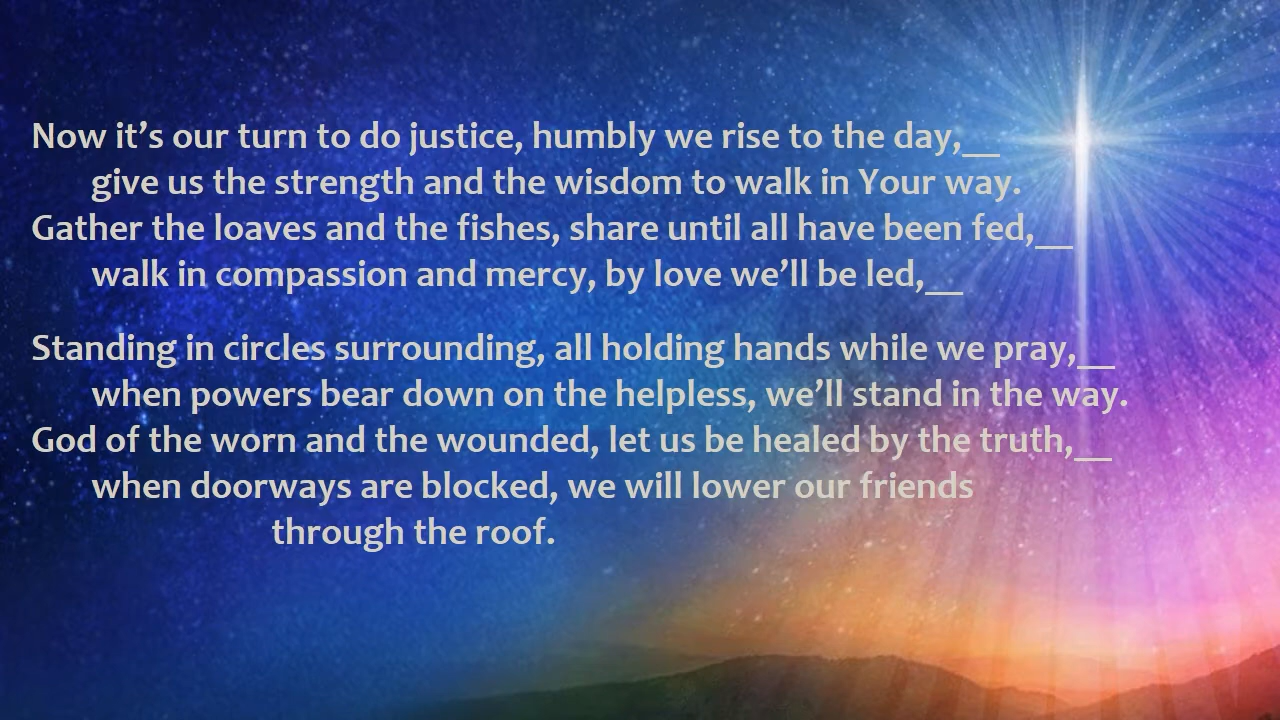 Now it’s our turn to do justice, humbly we rise to the day,__
give us the strength and the wisdom to walk in Your way.
Gather the loaves and the fishes, share until all have been fed,__
walk in compassion and mercy, by love we’ll be led,__
Standing in circles surrounding, all holding hands while we pray,__
when powers bear down on the helpless, we’ll stand in the way.
God of the worn and the wounded, let us be healed by the truth,__
when doorways are blocked, we will lower our friends
through the roof.